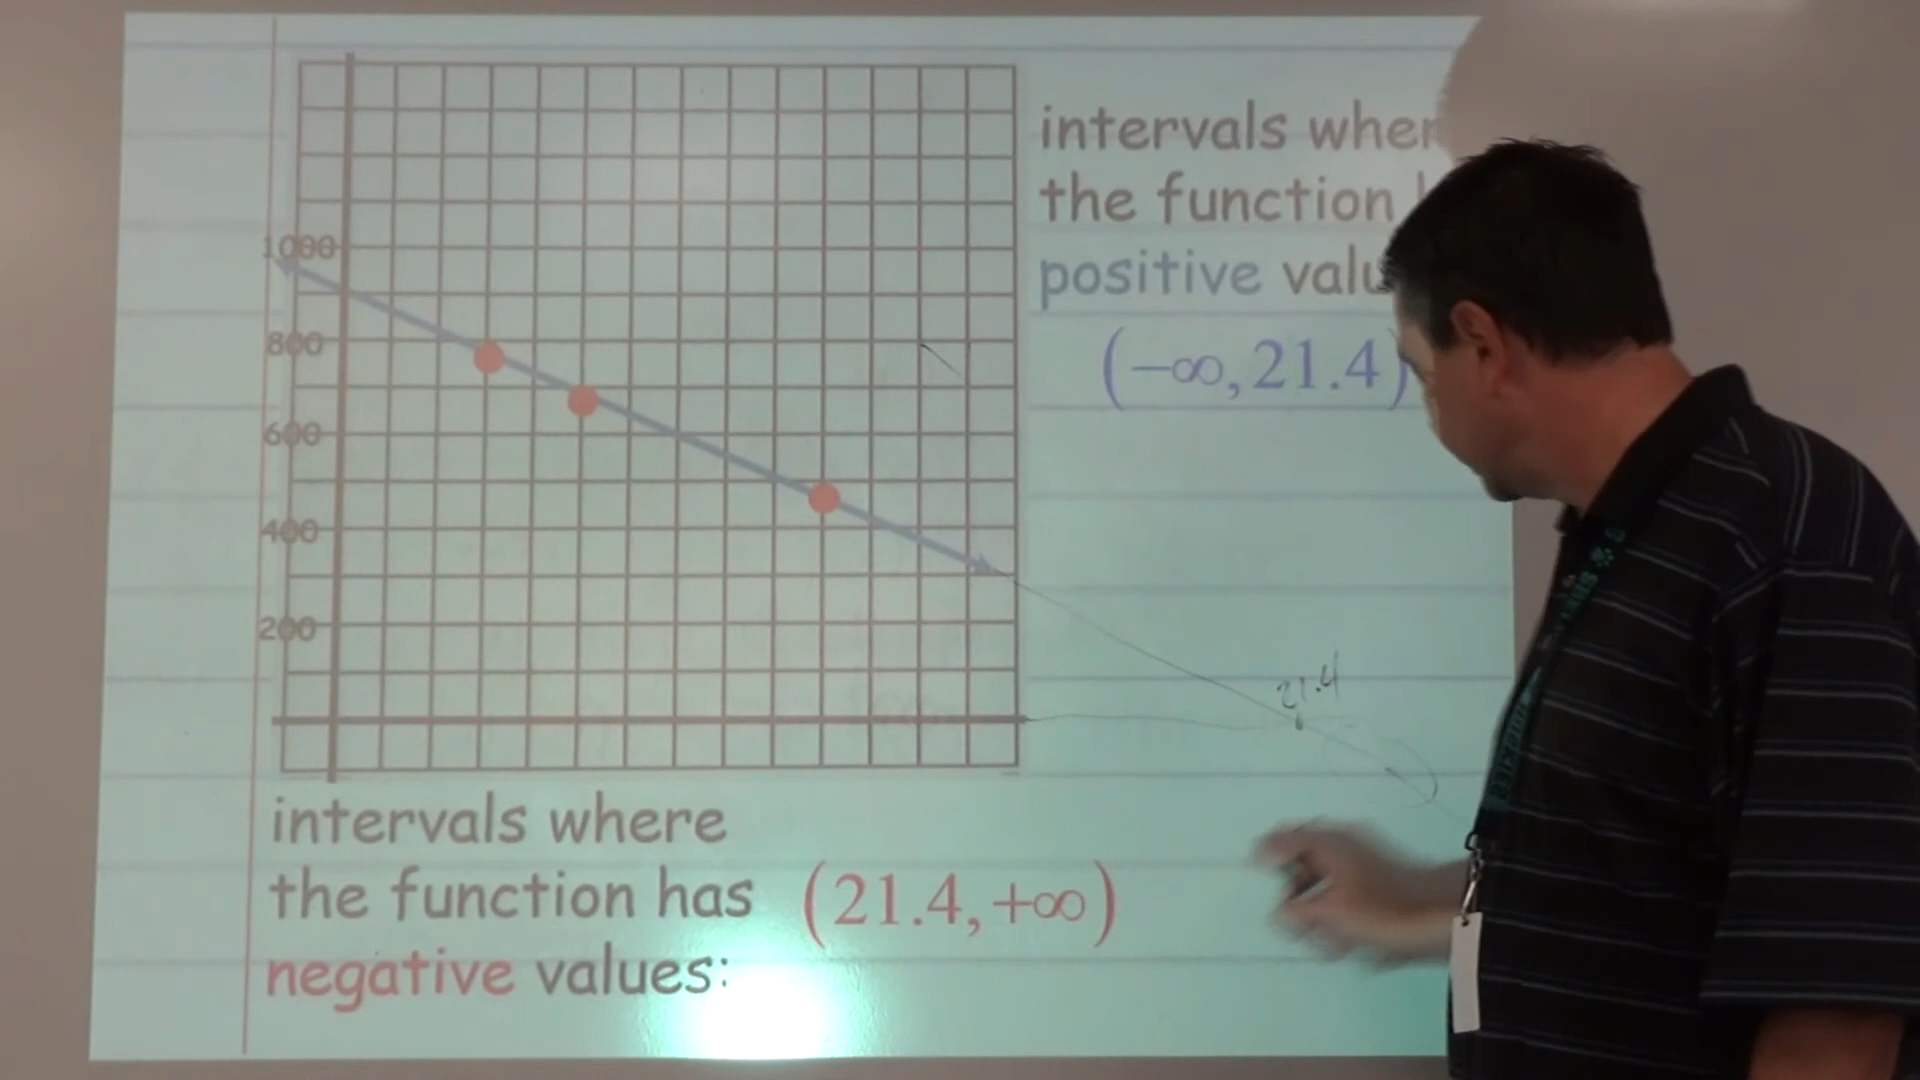 intervals wher
the function
positive valu
(−∞, 21.4)
1000
800
600
400
200
21.4
intervals where
the function has (21.4, +∞)
negative values: